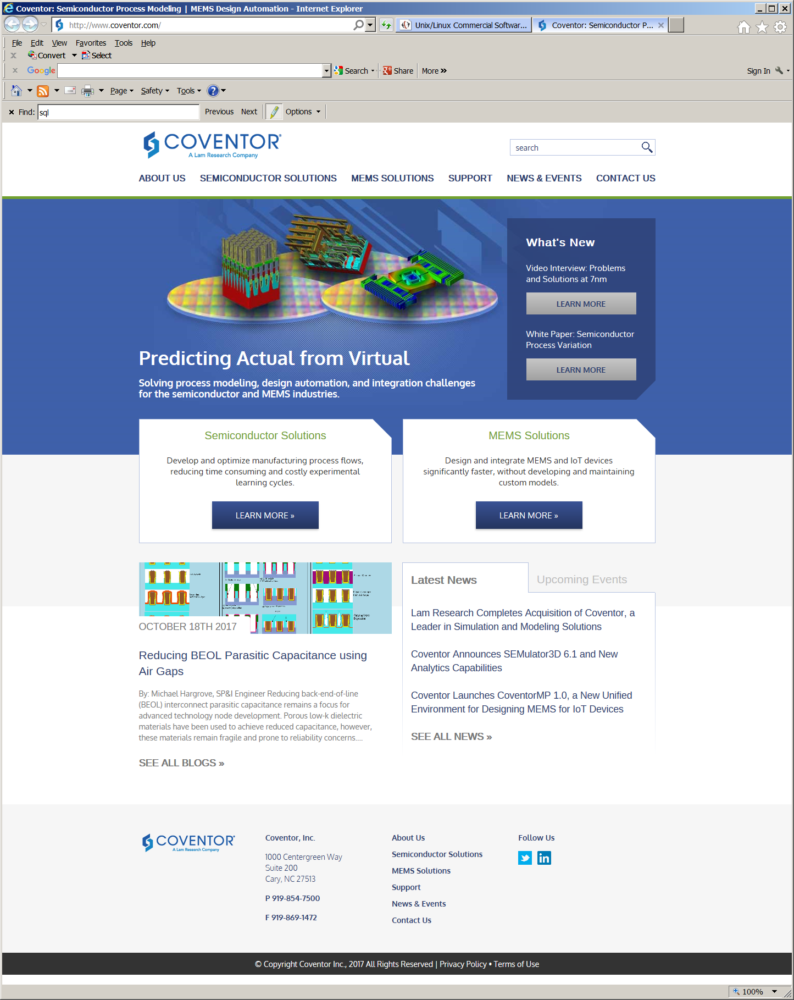 Coventor: Semiconductor Process Modeling | MEMS Design Automation - Internet Explorer
http://www.coventor.com/
Unix/Linux Commercial Softwar...
Coventor: Semiconductor P...
File Edit View Favorites Tools Help
x Convert Select
x Google Search Share More » Sign In
Page Safety Tools
x Find: sql Previous Next Options
COVENTOR®
A Lam Research Company
search
ABOUT US SEMICONDUCTOR SOLUTIONS MEMS SOLUTIONS SUPPORT NEWS & EVENTS CONTACT US
What's New
Video Interview: Problems
and Solutions at 7nm
LEARN MORE
White Paper: Semiconductor
Process Variation
LEARN MORE
Predicting Actual from Virtual
Solving process modeling, design automation, and integration challenges
for the semiconductor and MEMS industries.
Semiconductor Solutions
Develop and optimize manufacturing process flows,
reducing time consuming and costly experimental
learning cycles.
LEARN MORE »
MEMS Solutions
Design and integrate MEMS and IoT devices
significantly faster, without developing and maintaining
custom models.
LEARN MORE »
Capping Layer
Deposition
OCTOBER 18TH 2017
Reducing BEOL Parasitic Capacitance using
Air Gaps
By: Michael Hargrove, SP&I Engineer Reducing back-end-of-line
(BEOL) interconnect parasitic capacitance remains a focus for
advanced technology node development. Porous low-k dielectric
materials have been used to achieve reduced capacitance, however,
these materials remain fragile and prone to reliability concerns....
SEE ALL BLOGS »
Latest News
Upcoming Events
Lam Research Completes Acquisition of Coventor, a
Leader in Simulation and Modeling Solutions
Coventor Announces SEMulator3D 6.1 and New
Analytics Capabilities
Coventor Launches CoventorMP 1.0, a New Unified
Environment for Designing MEMS for IoT Devices
SEE ALL NEWS »
COVENTOR®
A Lam Research Company
Coventor, Inc.
1000 Centergreen Way
Suite 200
Cary, NC 27513
P 919-854-7500
F 919-869-1472
About Us
Semiconductor Solutions
MEMS Solutions
Support
News & Events
Contact Us
Follow Us
in
© Copyright Coventor Inc., 2017 All Rights Reserved | Privacy Policy • Terms of Use
100%